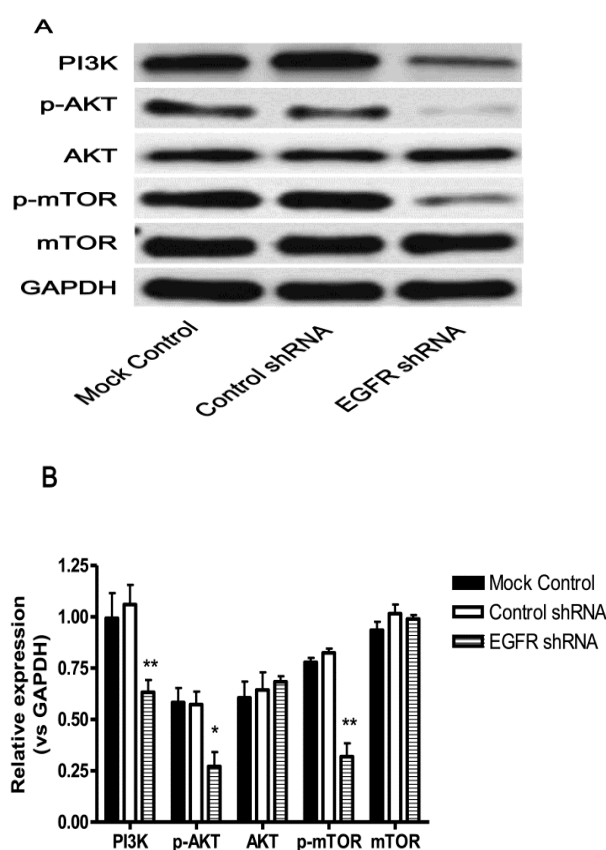 A
PI3K
p-AKT
AKT
p-mTOR
mTOR
GAPDH
Mock Control
Control shRNA
EGFR shRNA
B
Relative expression
(vs GAPDH)
1.25
1.00
0.75
0.50
0.25
0.00
**
*
**
PI3K p-AKT AKT p-mTOR mTOR
Mock Control
Control shRNA
EGFR shRNA